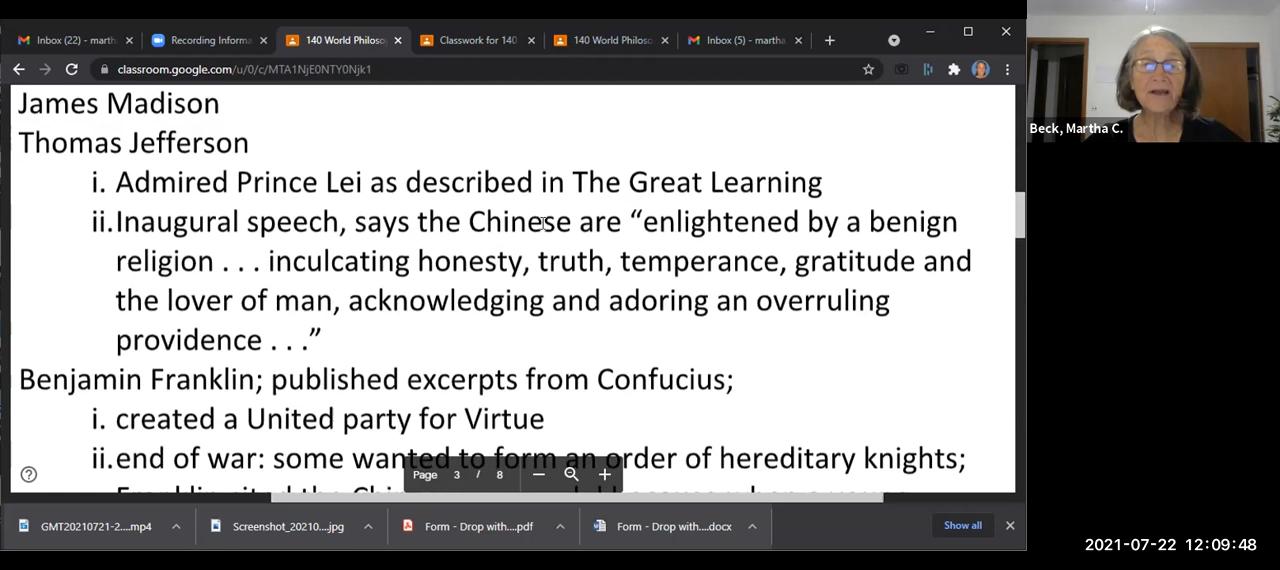 Inbox (22) - marth
Recording Informa
140 World Philoso
Classwork for 140
140 World Philoso
Inbox (5) - martha
classroom.google.com/u/0/c/MTA1NjE0NTY0Njk1
James Madison
Thomas Jefferson
i. Admired Prince Lei as described in The Great Learning
ii.Inaugural speech, says the Chinese are “enlightened by a benign
religion . . . inculcating honesty, truth, temperance, gratitude and
the lover of man, acknowledging and adoring an overruling
providence . . .”
Benjamin Franklin; published excerpts from Confucius;
i. created a United party for Virtue
ii.end of war: some wanted to form an order of hereditary knights;
Page 3 / 8
GMT20210721-2....mp4
Screenshot_20210....jpg
Form - Drop with....pdf
Form - Drop with....docx
Show all
Beck, Martha C.
2021-07-22 12:09:48